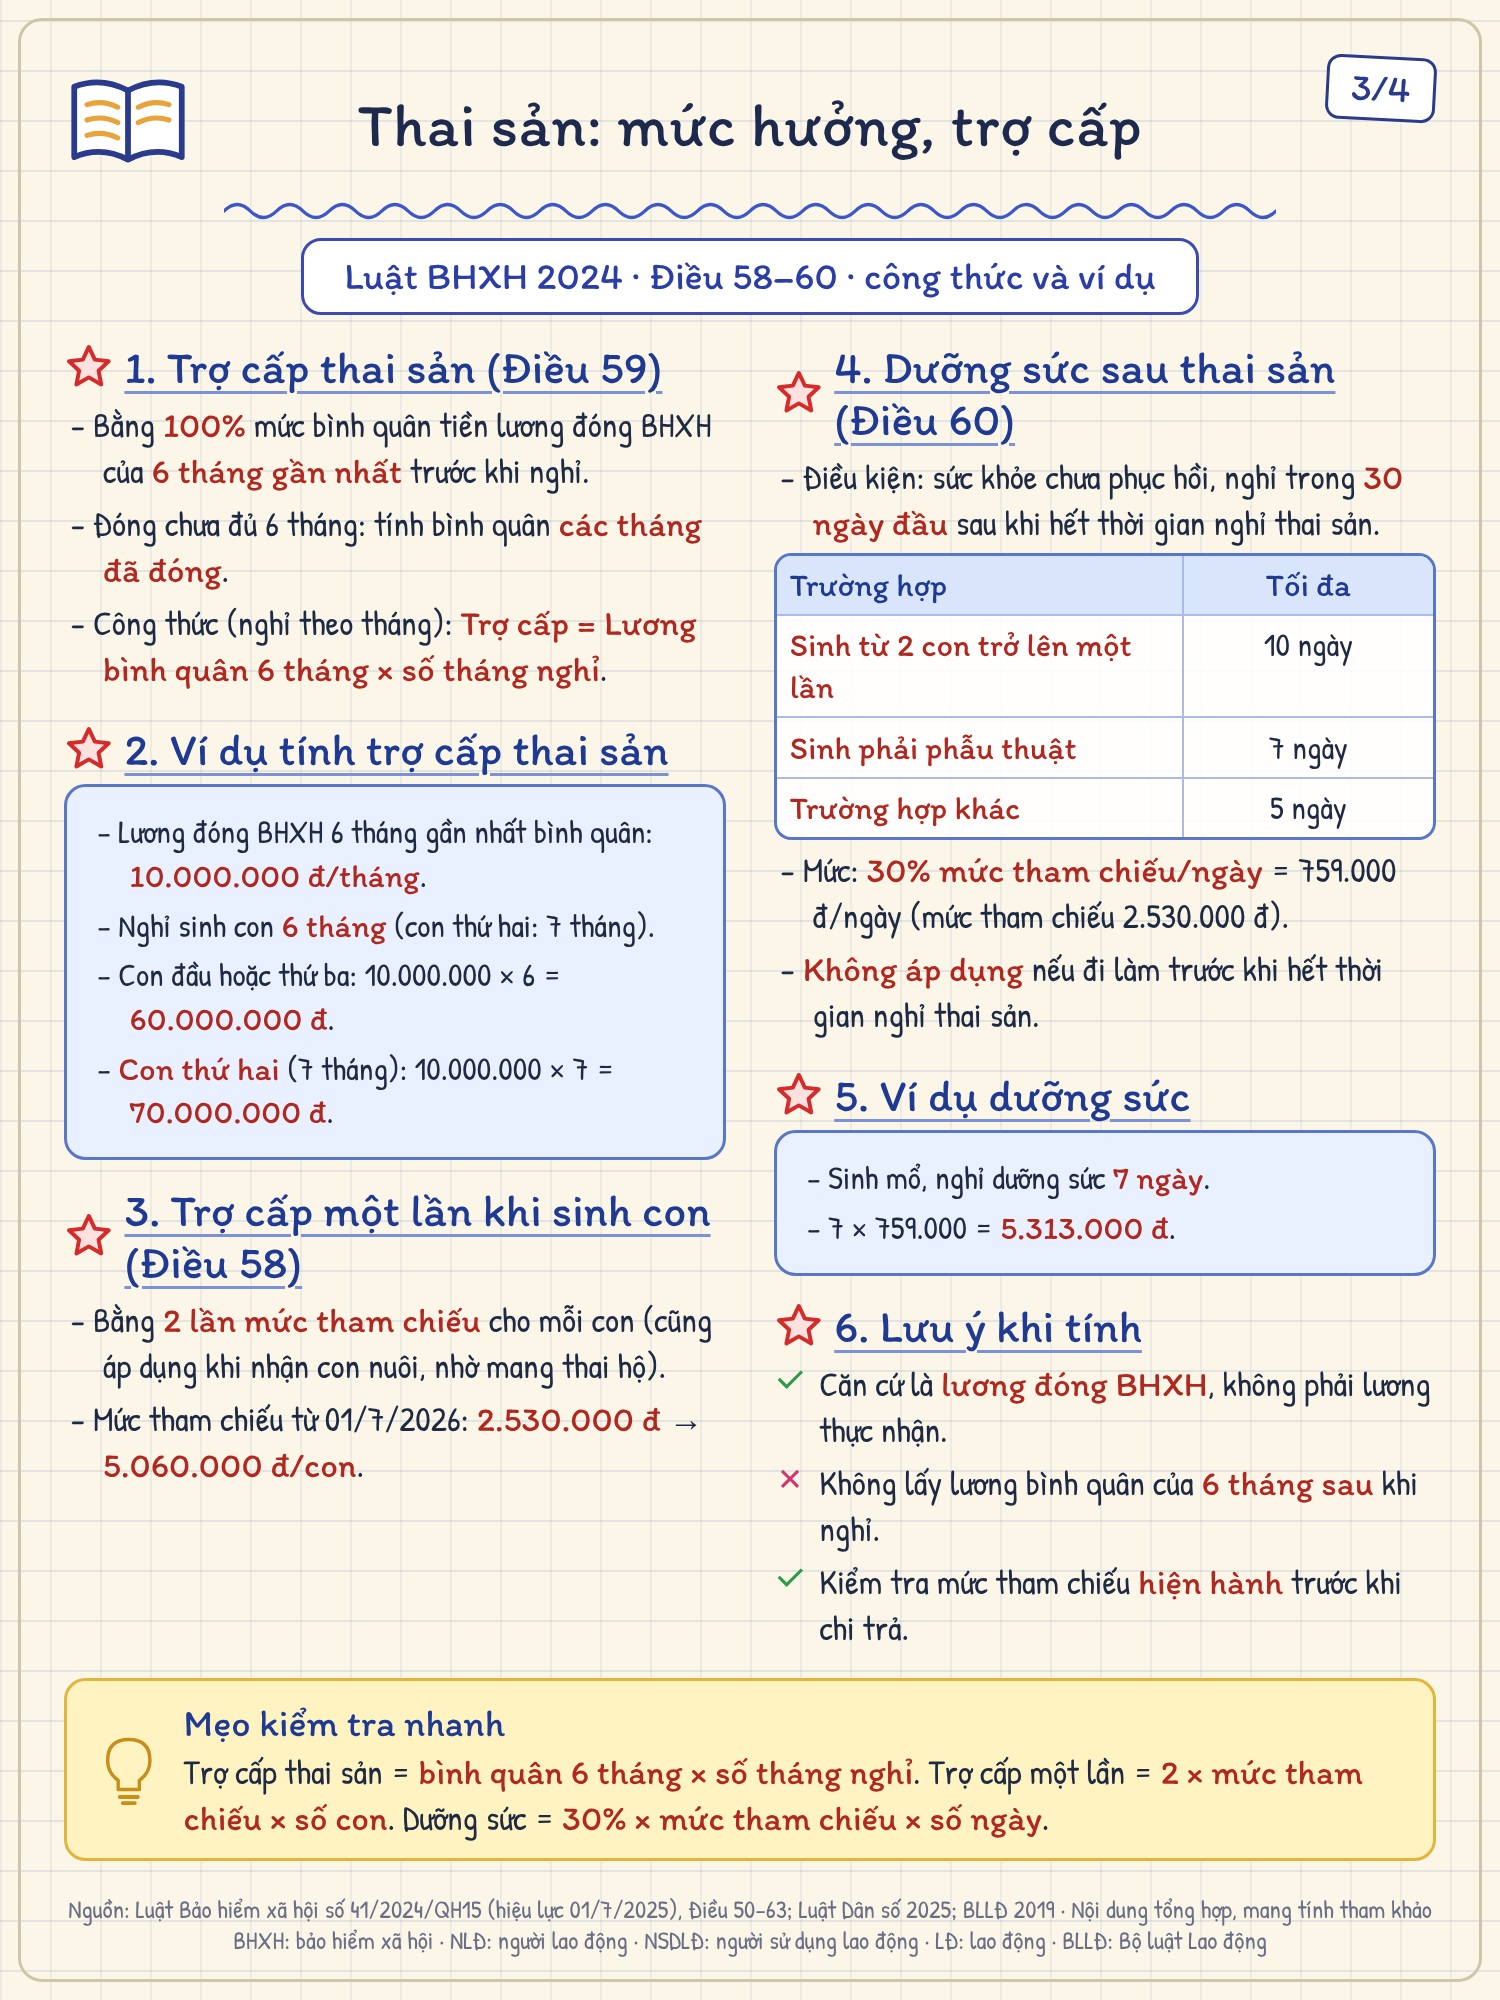 3/4
Thai sản: mức hưởng, trợ cấp
Luật BHXH 2024 · Điều 58–60 · công thức và ví dụ
1. Trợ cấp thai sản (Điều 59)
– Bằng 100% mức bình quân tiền lương đóng BHXH
của 6 tháng gần nhất trước khi nghỉ.
– Đóng chưa đủ 6 tháng: tính bình quân các tháng
đã đóng.
– Công thức (nghỉ theo tháng): Trợ cấp = Lương
bình quân 6 tháng × số tháng nghỉ.
2. Ví dụ tính trợ cấp thai sản
– Lương đóng BHXH 6 tháng gần nhất bình quân:
10.000.000 đ/tháng.
– Nghỉ sinh con 6 tháng (con thứ hai: 7 tháng).
– Con đầu hoặc thứ ba: 10.000.000 × 6 =
60.000.000 đ.
– Con thứ hai (7 tháng): 10.000.000 × 7 =
70.000.000 đ.
3. Trợ cấp một lần khi sinh con
(Điều 58)
– Bằng 2 lần mức tham chiếu cho mỗi con (cũng
áp dụng khi nhận con nuôi, nhờ mang thai hộ).
– Mức tham chiếu từ 01/7/2026: 2.530.000 đ →
5.060.000 đ/con.
4. Dưỡng sức sau thai sản
(Điều 60)
– Điều kiện: sức khỏe chưa phục hồi, nghỉ trong 30
ngày đầu sau khi hết thời gian nghỉ thai sản.
Trường hợp Tối đa
Sinh từ 2 con trở lên một 10 ngày
lần
Sinh phải phẫu thuật 7 ngày
Trường hợp khác 5 ngày
– Mức: 30% mức tham chiếu/ngày = 759.000
đ/ngày (mức tham chiếu 2.530.000 đ).
– Không áp dụng nếu đi làm trước khi hết thời
gian nghỉ thai sản.
5. Ví dụ dưỡng sức
– Sinh mổ, nghỉ dưỡng sức 7 ngày.
– 7 × 759.000 = 5.313.000 đ.
6. Lưu ý khi tính
✓ Căn cứ là lương đóng BHXH, không phải lương
thực nhận.
✕ Không lấy lương bình quân của 6 tháng sau khi
nghỉ.
✓ Kiểm tra mức tham chiếu hiện hành trước khi
chi trả.
Mẹo kiểm tra nhanh
Trợ cấp thai sản = bình quân 6 tháng × số tháng nghỉ. Trợ cấp một lần = 2 × mức tham
chiếu × số con. Dưỡng sức = 30% × mức tham chiếu × số ngày.
Nguồn: Luật Bảo hiểm xã hội số 41/2024/QH15 (hiệu lực 01/7/2025), Điều 50–63; Luật Dân số 2025; BLLĐ 2019 · Nội dung tổng hợp, mang tính tham khảo
BHXH: bảo hiểm xã hội · NLĐ: người lao động · NSDLĐ: người sử dụng lao động · LĐ: lao động · BLLĐ: Bộ luật Lao động